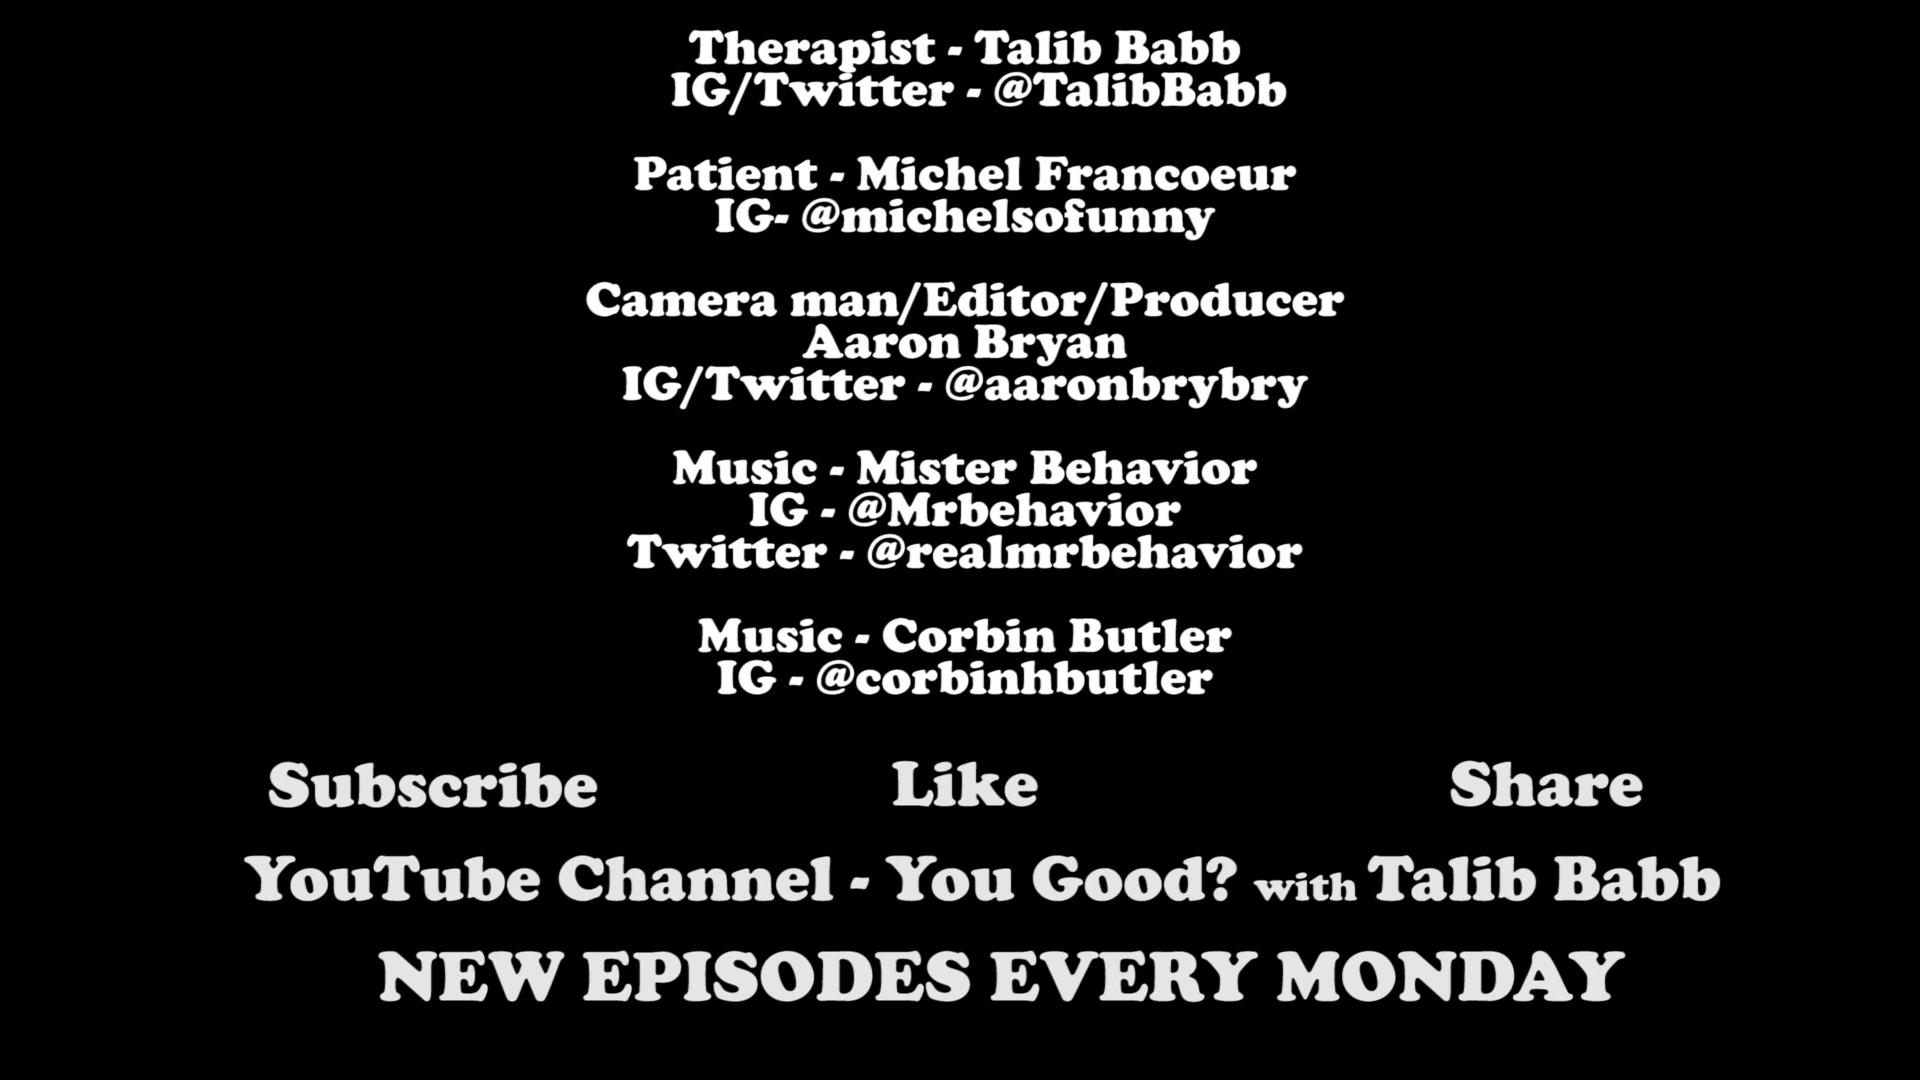 Therapist - Talib Babb
IG/Twitter - @TalibBabb
Patient - Michel Francoeur
IG- @michelsofunny
Camera man/Editor/Producer
Aaron Bryan
IG/Twitter - @aaronbrybry
Music - Mister Behavior
IG - @Mrbehavior
Twitter - @realmrbehavior
Music - Corbin Butler
IG - @corbinhbutler
Subscribe Like Share
YouTube Channel - You Good? with Talib Babb
NEW EPISODES EVERY MONDAY